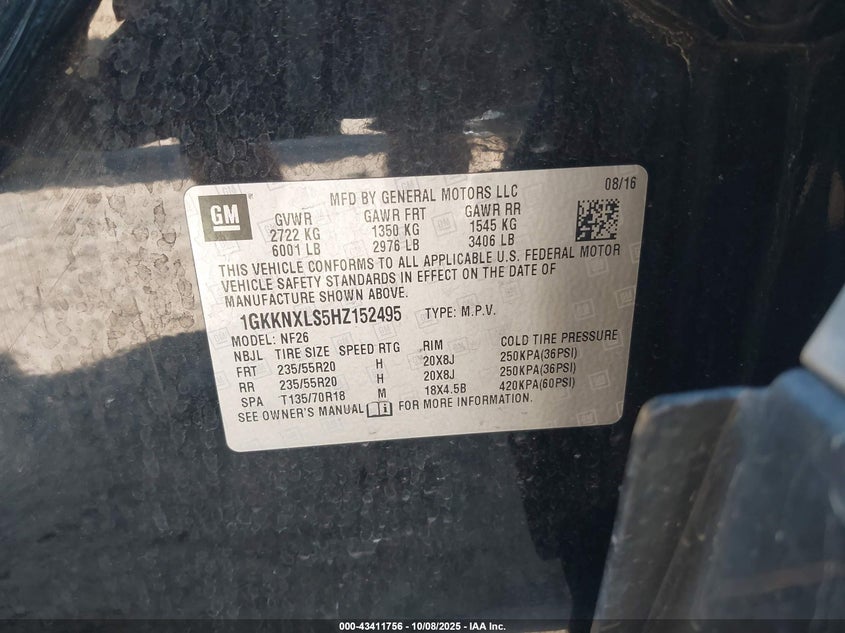 GM
MFD BY GENERAL MOTORS LLC 08/16
GVWR GAWR FRT GAWR RR
2722 KG 1350 KG 1545 KG
6001 LB 2976 LB 3406 LB
THIS VEHICLE CONFORMS TO ALL APPLICABLE U.S. FEDERAL MOTOR
VEHICLE SAFETY STANDARDS IN EFFECT ON THE DATE OF
MANUFACTURE SHOWN ABOVE.
1GKKNXLS5HZ152495 TYPE: M.P.V.
MODEL: NF26
NBJL TIRE SIZE SPEED RTG RIM COLD TIRE PRESSURE
FRT 235/55R20 H 20X8J 250KPA(36PSI)
RR 235/55R20 H 20X8J 250KPA(36PSI)
SPA T135/70R18 M 18X4.5B 420KPA(60PSI)
SEE OWNER'S MANUAL FOR MORE INFORMATION.
000-43411756 - 10/08/2025 - IAA Inc.